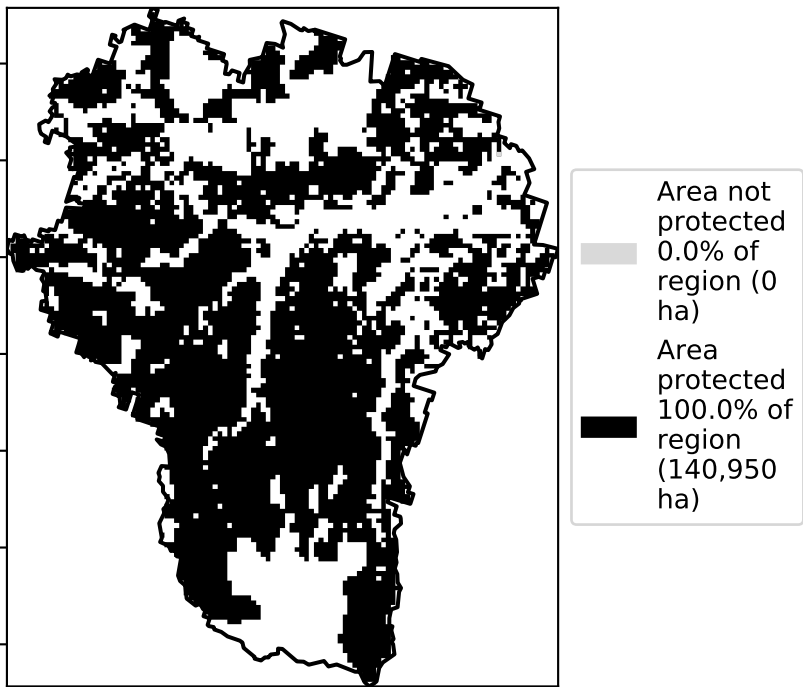 Area not
protected
0.0% of
region (0
ha)
Area
protected
100.0% of
region
(140,950
ha)